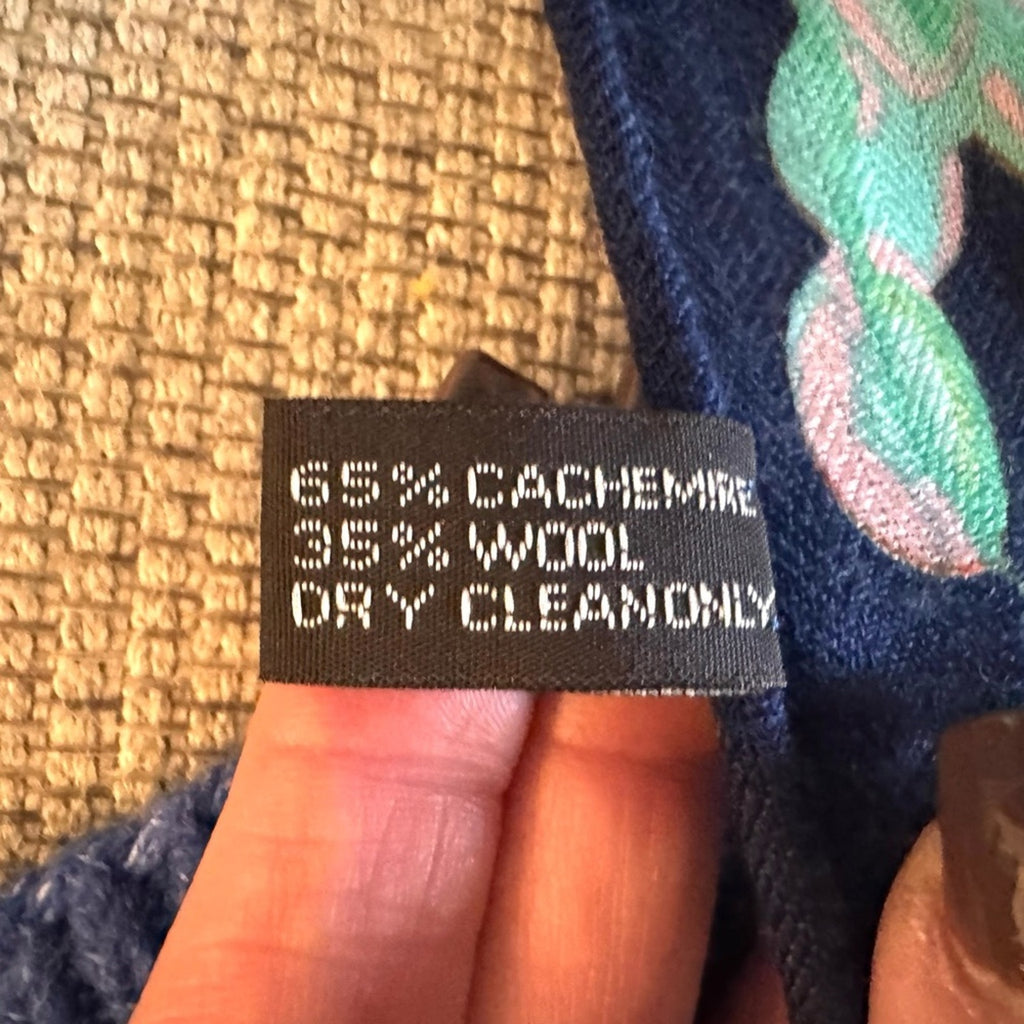 65% CACHEMIRE
35% WOOL
DRY CLEANONLY